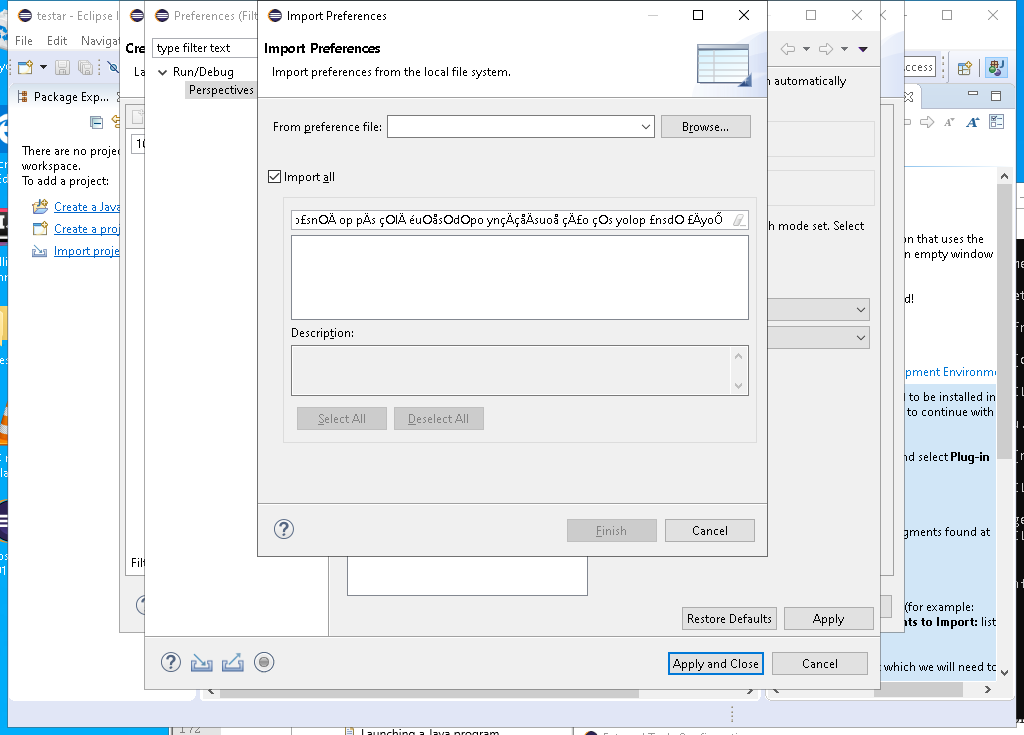 testar - Eclipse I
Preferences (Filt
Import Preferences
File Edit Navigat
Cre
type filter text
Import Preferences
La
Run/Debug
Import preferences from the local file system.
ccess
Perspectives
n automatically
Package Exp...
From preference file:
Browse...
There are no projec
workspace.
To add a project:
Import all
Create a Java
Create a proj
Import proje
ɔ£snOÄ op pÄs çOlÄ éuOåsOdOpo ynçÄçåÄsuoå çÄ£o çOs yolop £nsdO £ÄyoÕ
h mode set. Select
on that uses the
n empty window
d!
Description:
pment Environme
l to be installed in
to continue with
Select All
Deselect All
nd select Plug-in
Finish
Cancel
gments found at
Filt
(for example:
nts to Import: list
Restore Defaults
Apply
Apply and Close
Cancel
which we will need to
172
Launching a Java program
External Tools Configuratio